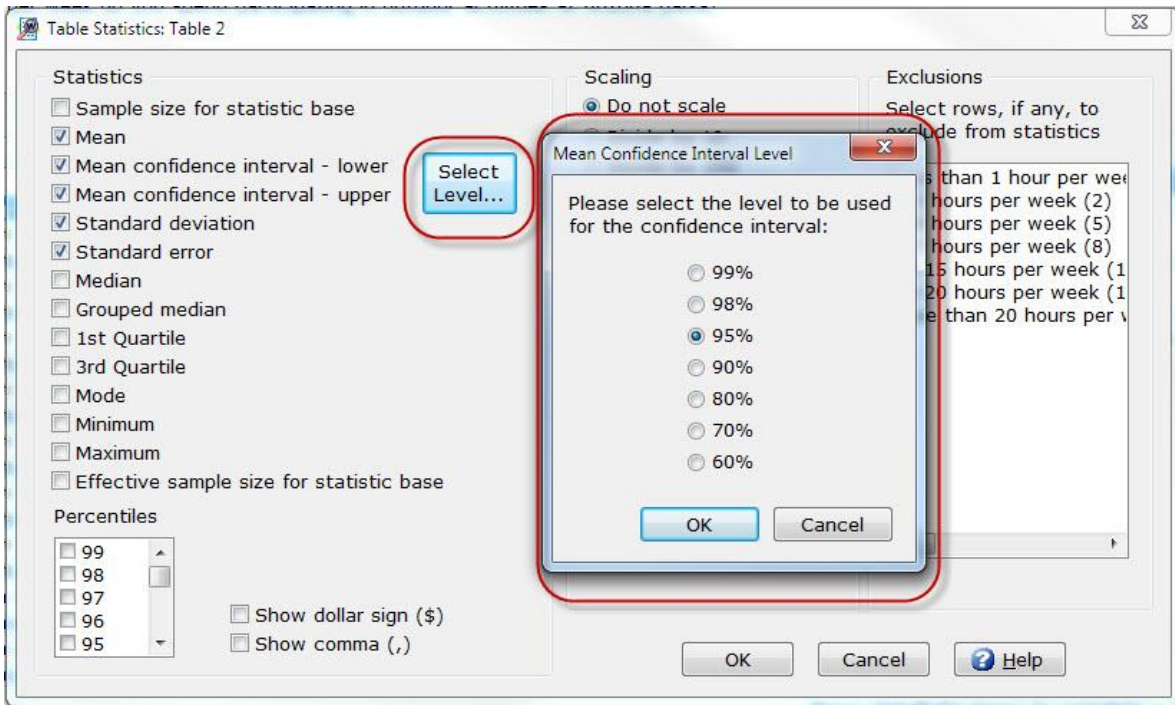 Table Statistics: Table 2
Statistics
Sample size for statistic base
Mean
Mean confidence interval - lower
Mean confidence interval - upper
Standard deviation
Standard error
Median
Grouped median
1st Quartile
3rd Quartile
Mode
Minimum
Maximum
Effective sample size for statistic base
Select
Level...
Percentiles
99
98
97
96
95
Show dollar sign ($)
Show comma (,)
Scaling
Do not scale
Mean Confidence Interval Level
Please select the level to be used
for the confidence interval:
99%
98%
95%
90%
80%
70%
60%
OK
Cancel
Exclusions
Select rows, if any, to
exclude from statistics
than 1 hour per
hours per week (2)
hours per week (5)
hours per week (8)
15 hours per week (1
20 hours per week (1
than 20 hours per
OK
Cancel
Help